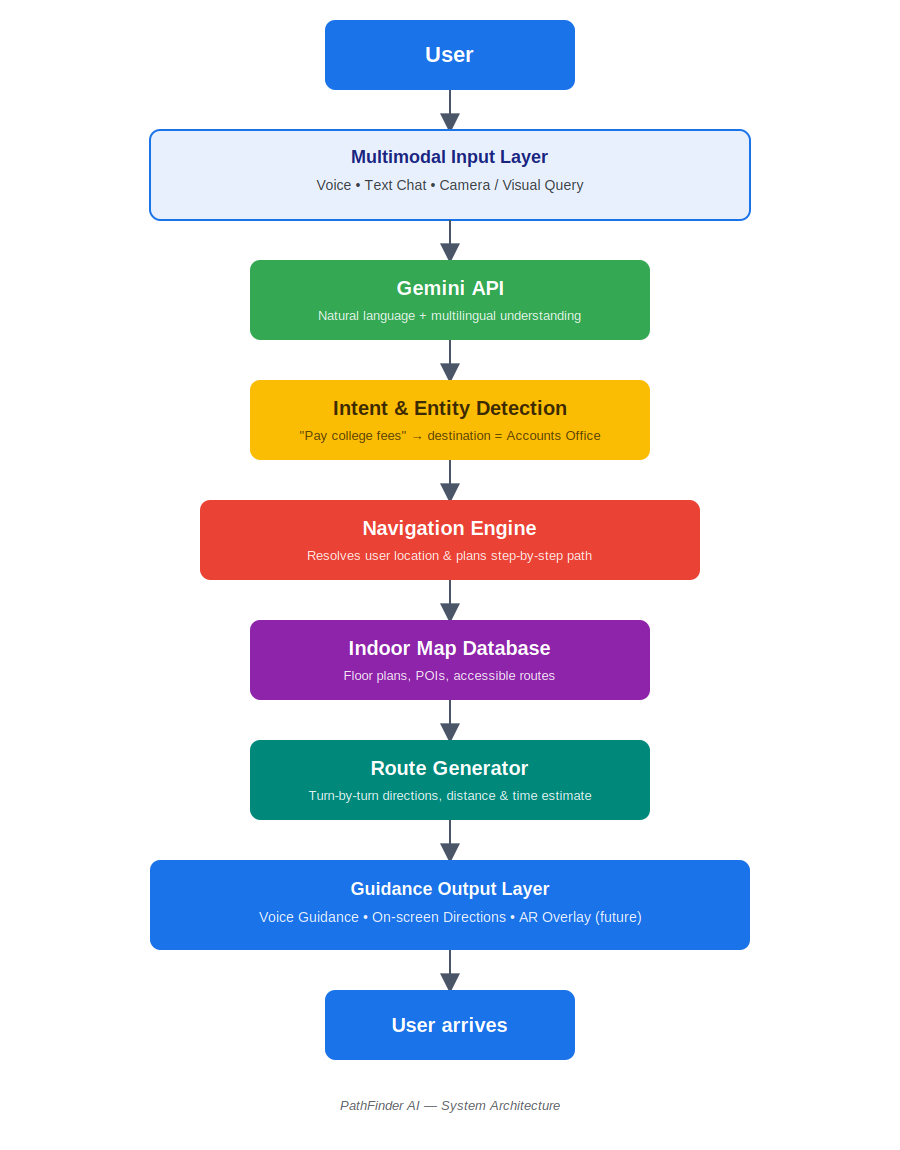 User
Multimodal Input Layer
Voice • Text Chat • Camera / Visual Query
Gemini API
Natural language + multilingual understanding
Intent & Entity Detection
"Pay college fees" → destination = Accounts Office
Navigation Engine
Resolves user location & plans step-by-step path
Indoor Map Database
Floor plans, POIs, accessible routes
Route Generator
Turn-by-turn directions, distance & time estimate
Guidance Output Layer
Voice Guidance • On-screen Directions • AR Overlay (future)
User arrives
PathFinder AI — System Architecture